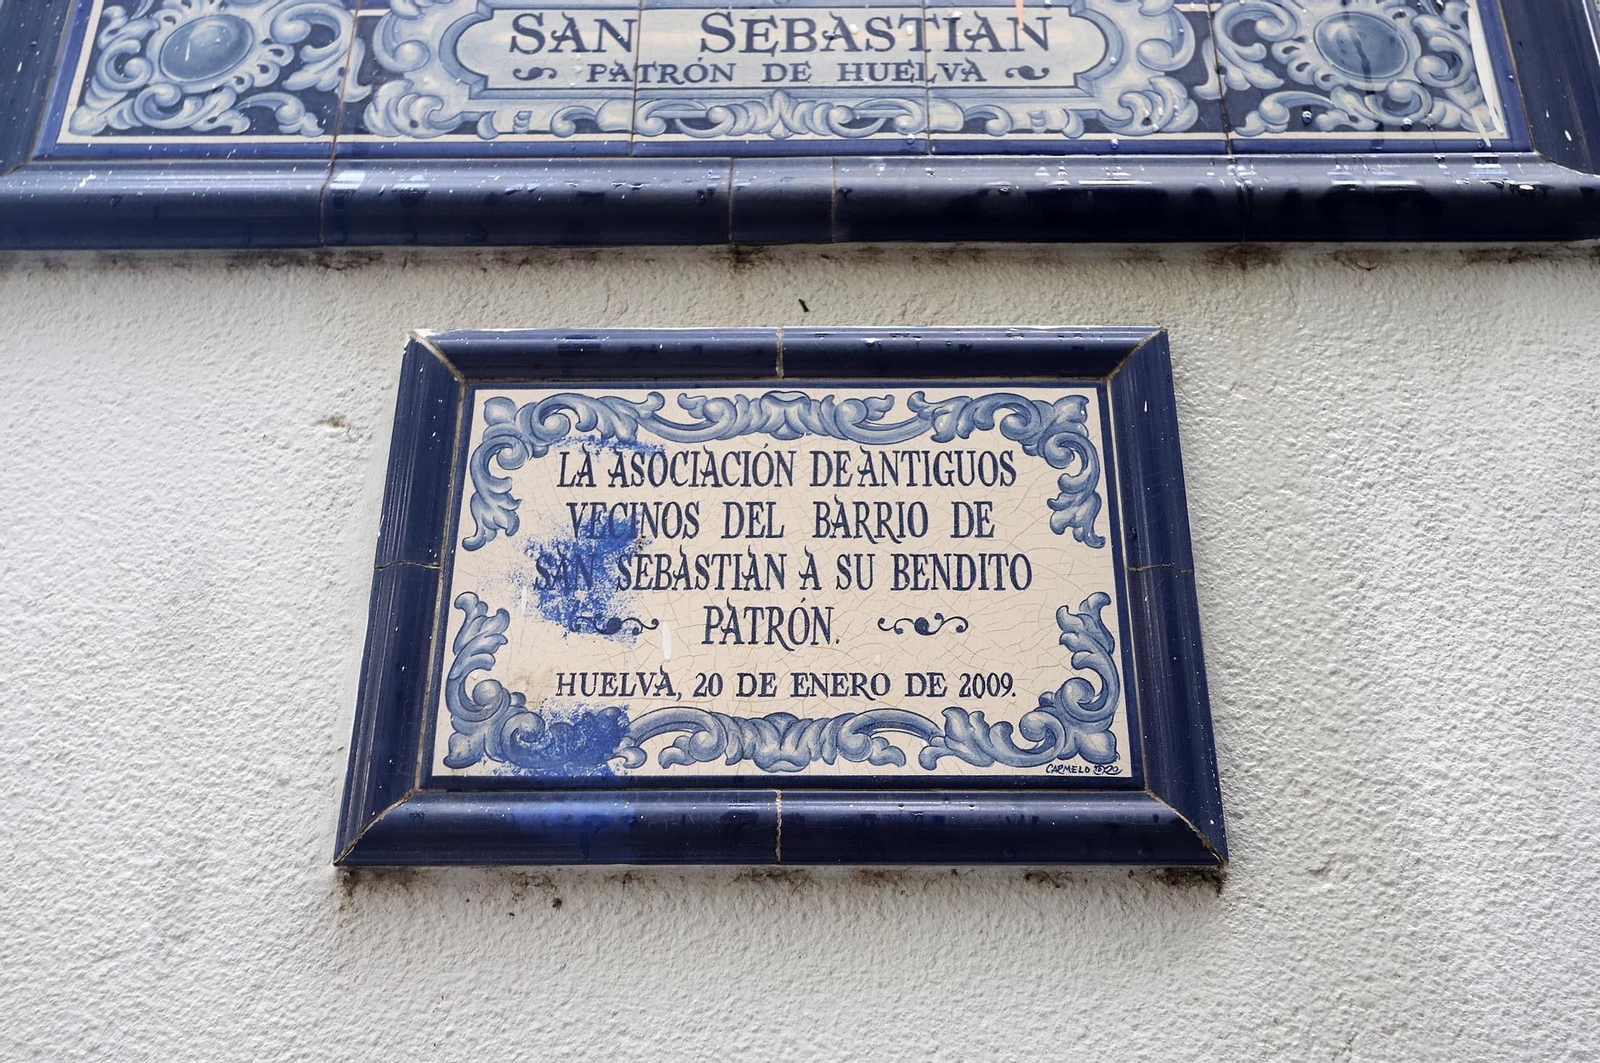 SAN SEBASTIAN
PATRÓN DE HUELVA
LA ASOCIACIÓN DE ANTIGUOS
VECINOS DEL BARRIO DE
SAN SEBASTIAN A SU BENDITO
PATRÓN.
HUELVA, 20 DE ENERO DE 2009.
CARMELO